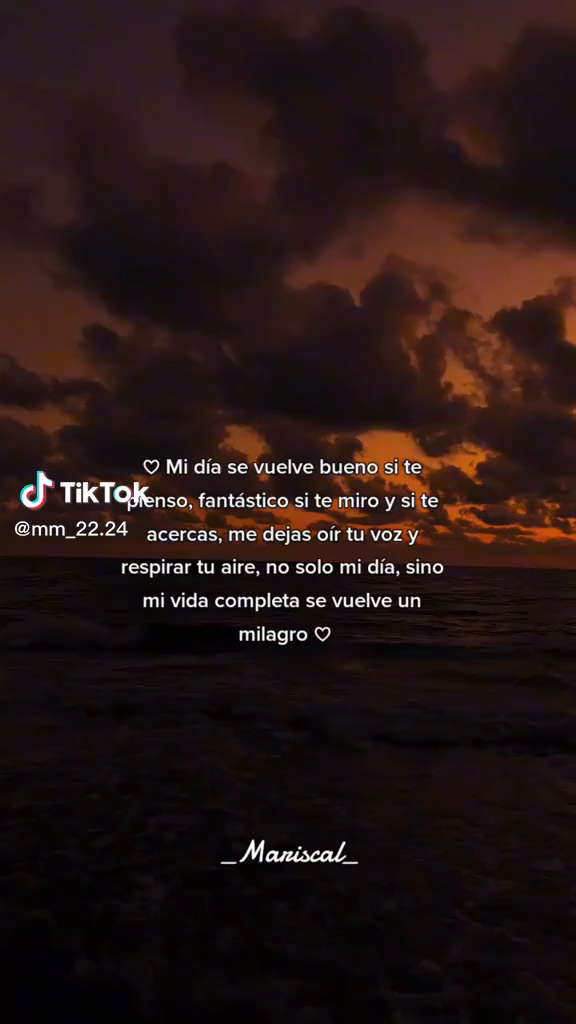 ♡ Mi día se vuelve bueno si te
pienso, fantástico si te miro y si te
acercas, me dejas oír tu voz y
respirar tu aire, no solo mi día, sino
mi vida completa se vuelve un
milagro ♡
TikTok
@mm_22.24
_Mariscal_